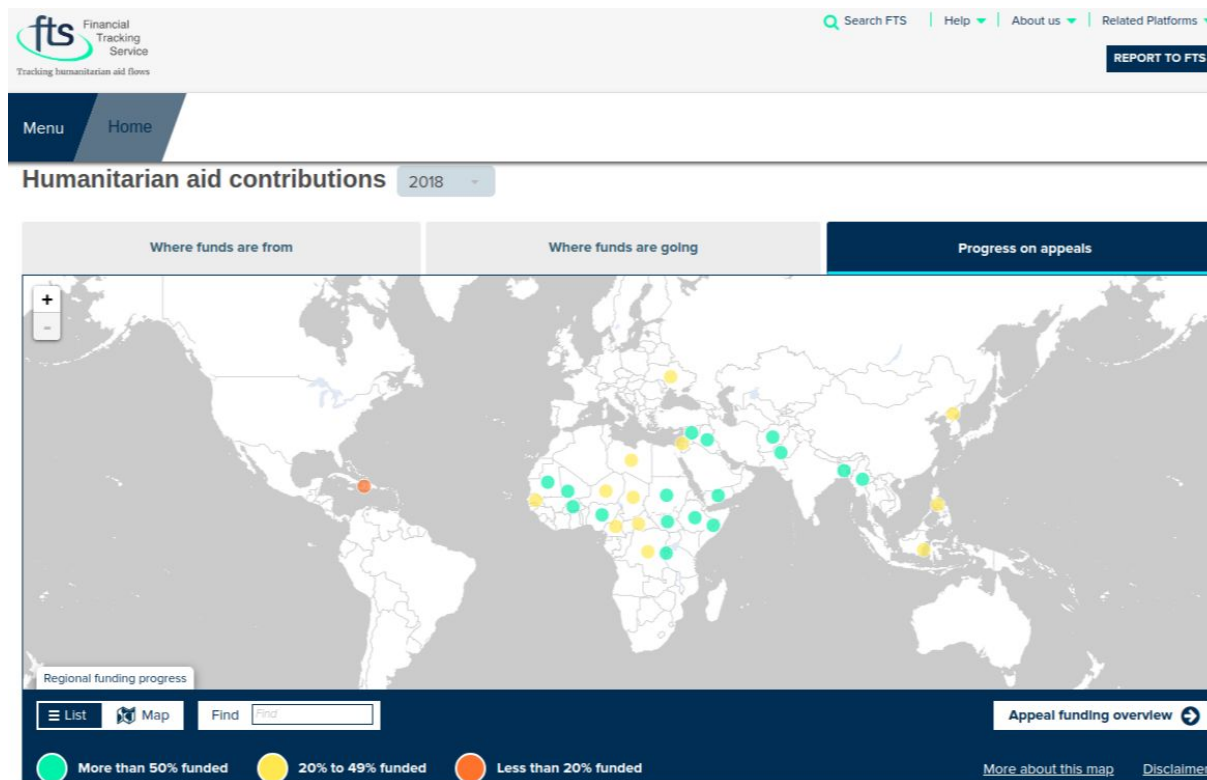 fts Financial
Tracking
Service
Tracking humanitarian aid flows
Search FTS Help About us Related Platforms
REPORT TO FTS
Menu Home
Humanitarian aid contributions 2018
Where funds are from Where funds are going Progress on appeals
+
-
Regional funding progress
List Map Find Find Appeal funding overview
More than 50% funded 20% to 49% funded Less than 20% funded More about this map Disclaimer